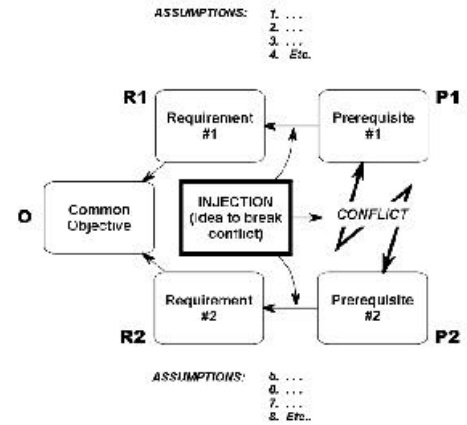 ASSUMPTIONS: 1. ...
2. ...
3. ...
4. Etc.
R1
P1
Requirement
#1
Prerequisite
#1
O
Common
Objective
INJECTION
(idea to break
conflict)
CONFLICT
Requirement
#2
Prerequisite
#2
R2
P2
ASSUMPTIONS: 5. ...
6. ...
7. ...
8. Etc..